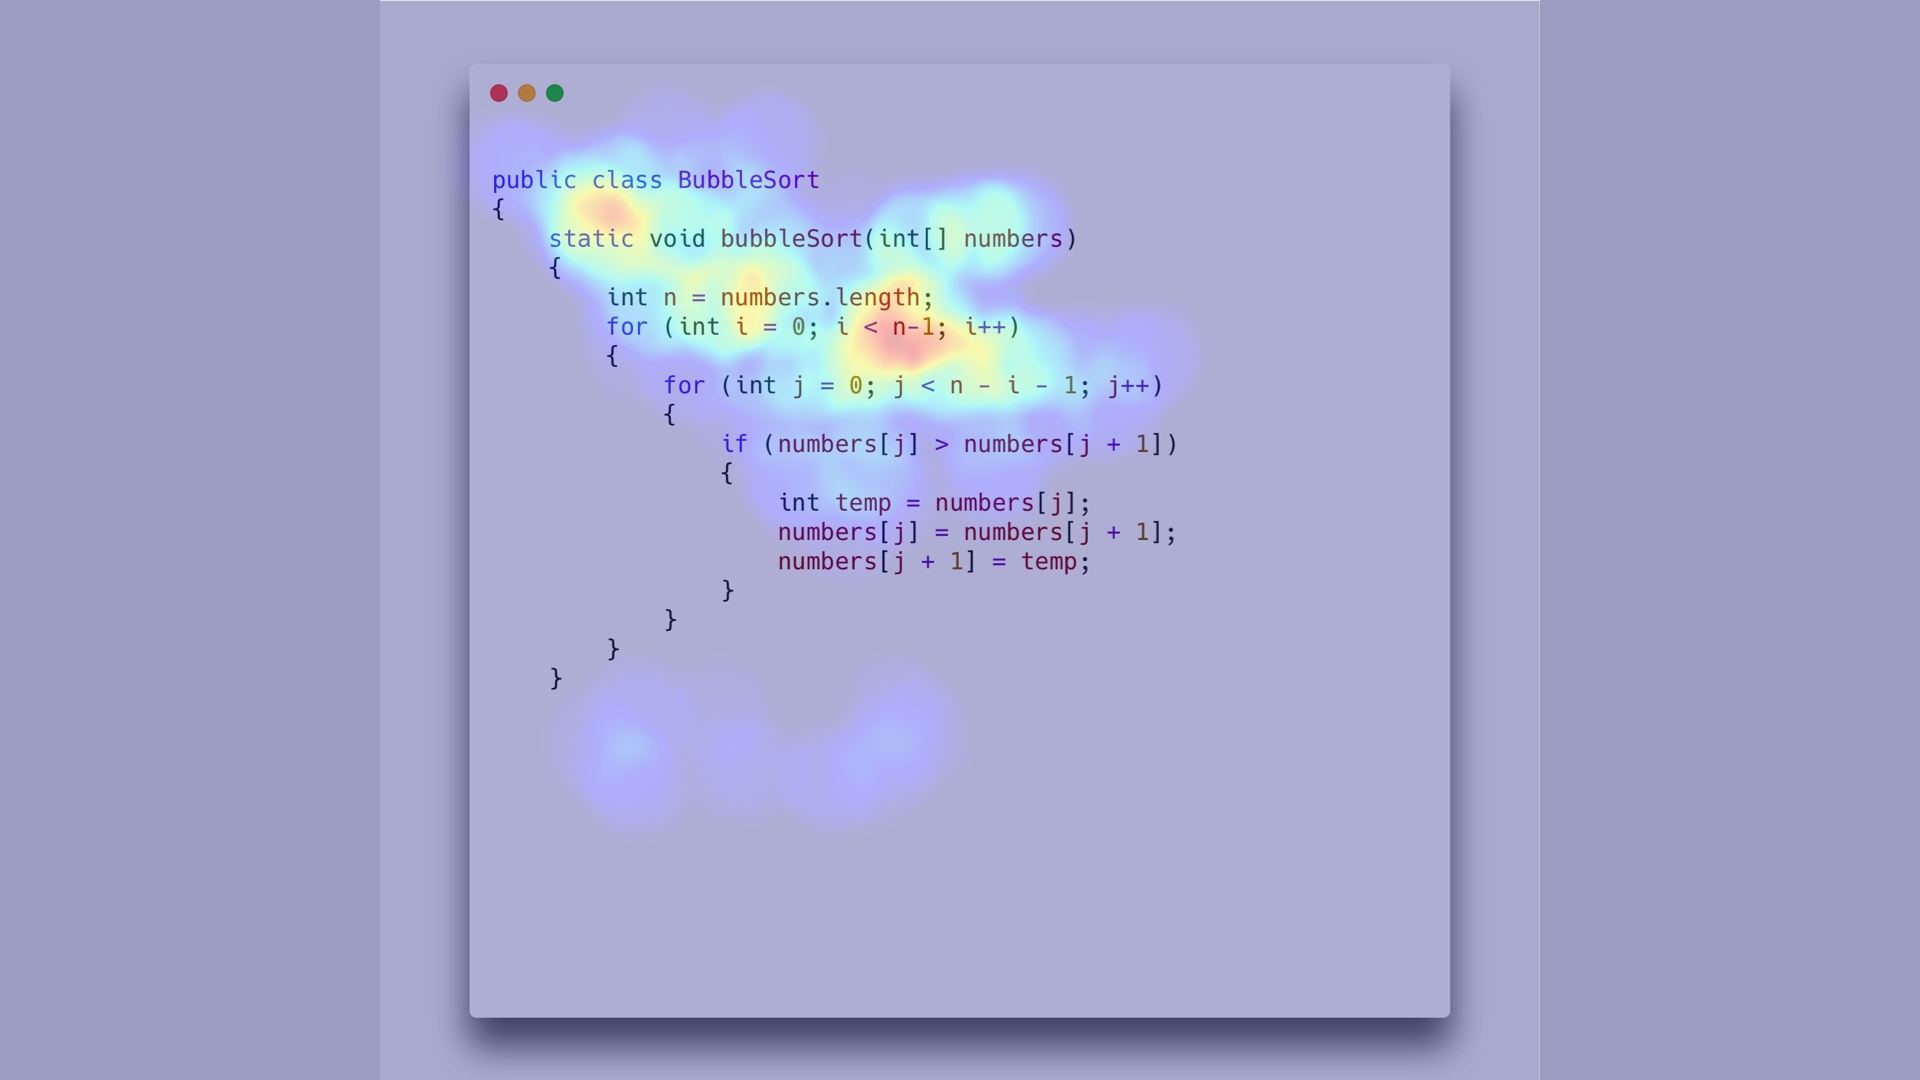 public class BubbleSort
{
    static void bubbleSort(int[] numbers)
    {
        int n = numbers.length;
        for (int i = 0; i < n-1; i++)
        {
            for (int j = 0; j < n - i - 1; j++)
            {
                if (numbers[j] > numbers[j + 1])
                {
                    int temp = numbers[j];
                    numbers[j] = numbers[j + 1];
                    numbers[j + 1] = temp;
                }
            }
        }
    }